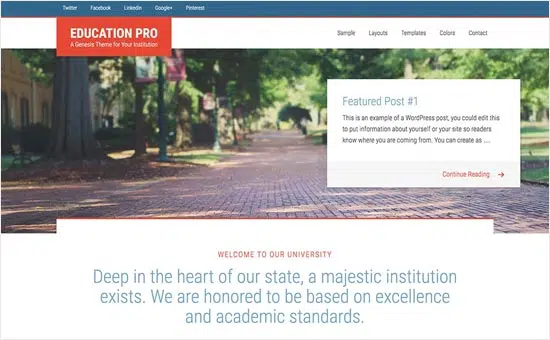 Twitter Facebook Linkedin Google+ Pinterest
EDUCATION PRO
A Genesis Theme for Your Institution
Sample Layouts Templates Colors Contact
Featured Post #1
This is an example of a WordPress post, you could edit this
to put information about yourself or your site so readers
know where you are coming from. You can create as ....
Continue Reading
WELCOME TO OUR UNIVERSITY
Deep in the heart of our state, a majestic institution
exists. We are honored to be based on excellence
and academic standards.